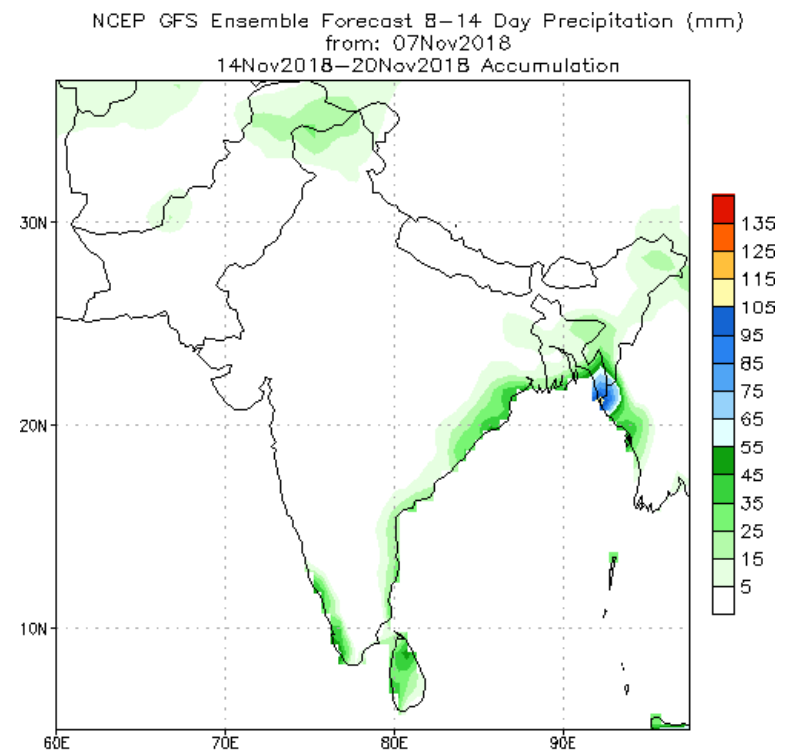 NCEP GFS Ensemble Forecast 8-14 Day Precipitation (mm)
from: 07Nov2018
14Nov2018-20Nov2018 Accumulation
30N
20N
10N
60E
70E
80E
90E
135
125
115
105
95
85
75
65
55
45
35
25
15
5